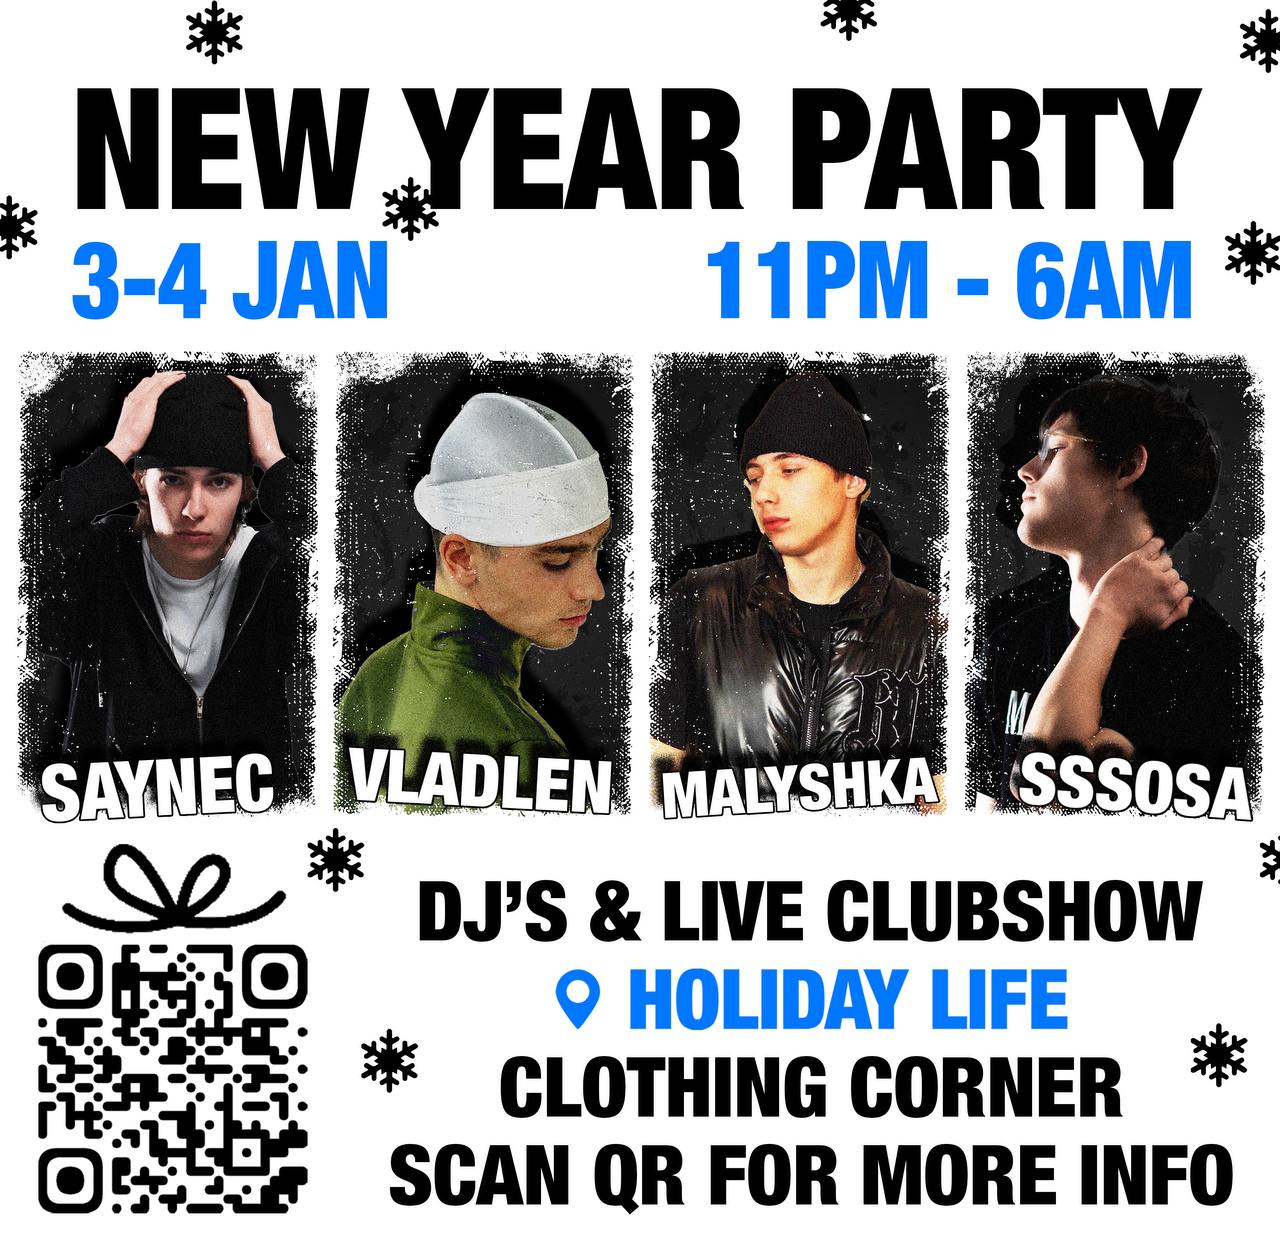 NEW YEAR PARTY
3-4 JAN 11PM - 6AM
SAYNEC VLADLEN MALYSHKA SSSOSA
DJ’S & LIVE CLUBSHOW
HOLIDAY LIFE
CLOTHING CORNER
SCAN QR FOR MORE INFO